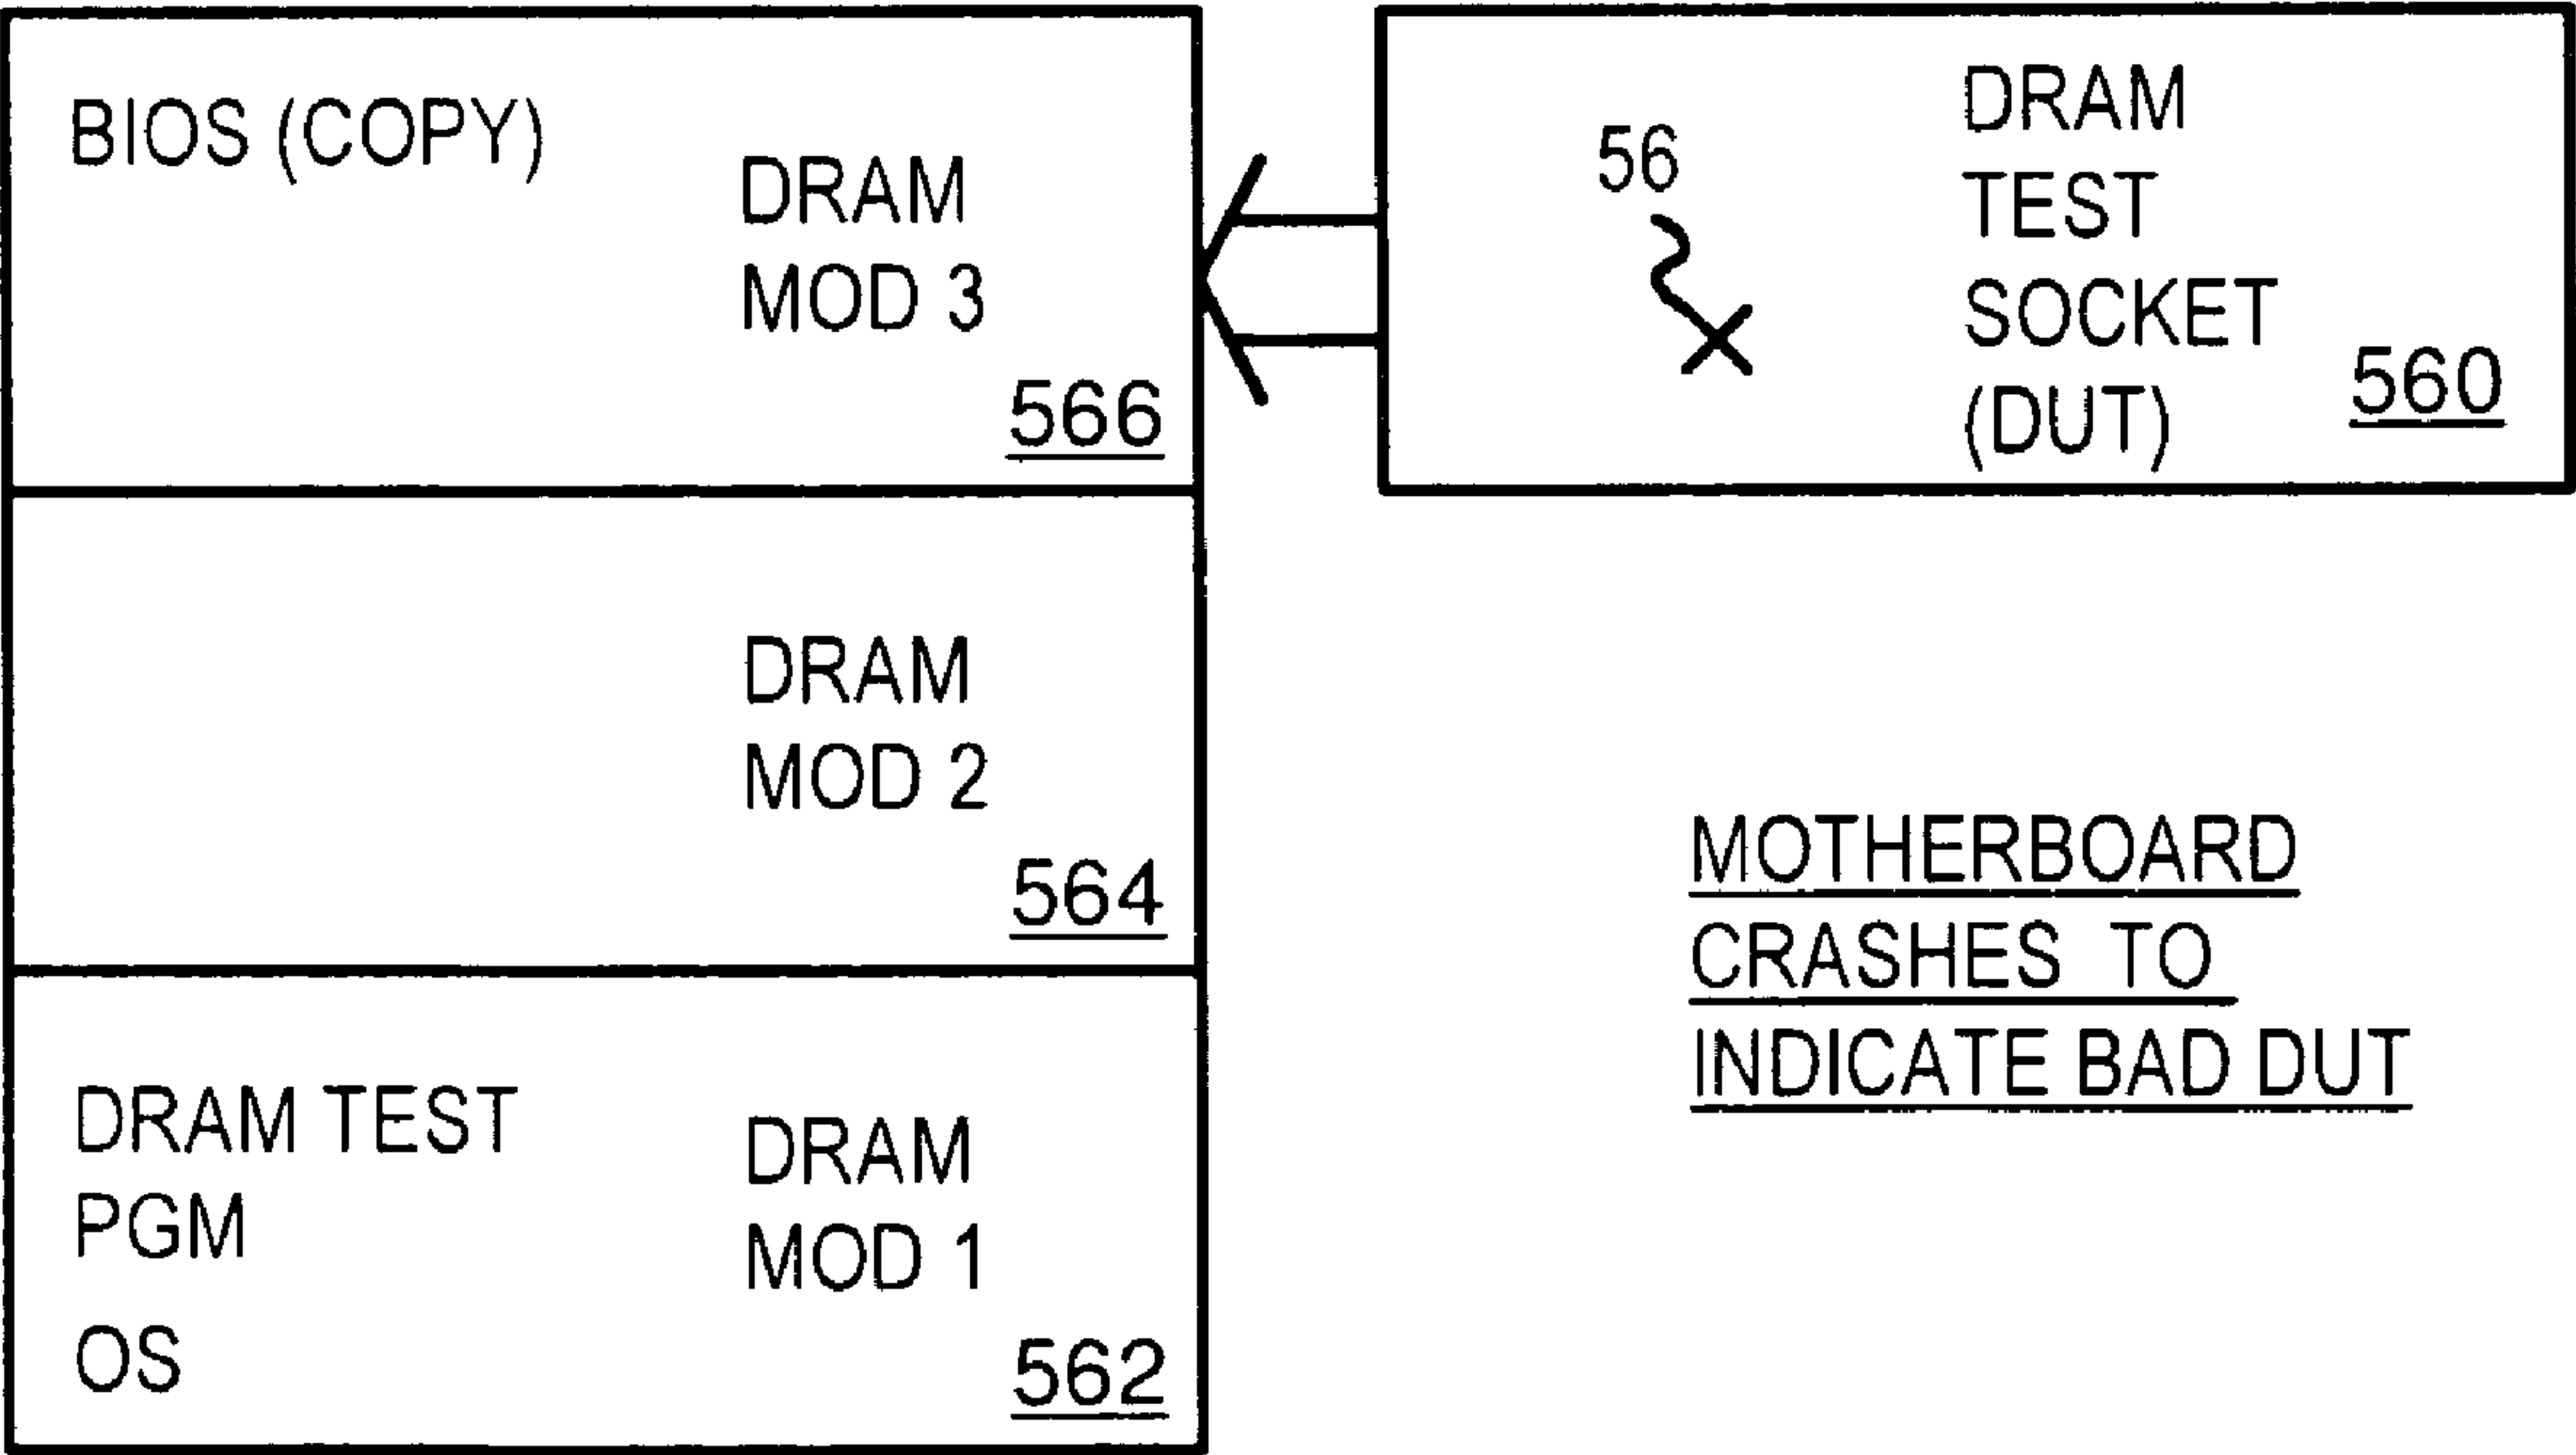 BIOS (COPY)
DRAM
MOD 3
566
56
DRAM
TEST
SOCKET
(DUT)
560
DRAM
MOD 2
564
MOTHERBOARD
CRASHES TO
INDICATE BAD DUT
DRAM TEST
PGM
OS
DRAM
MOD 1
562